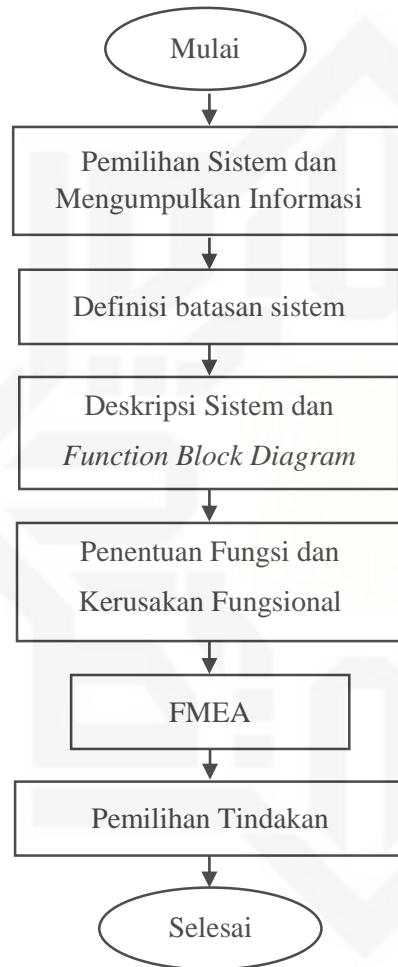 Mulai
Pemilihan Sistem dan
Mengumpulkan Informasi
Definisi batasan sistem
Deskripsi Sistem dan
Function Block Diagram
Penentuan Fungsi dan
Kerusakan Fungsional
FMEA
Pemilihan Tindakan
Selesai